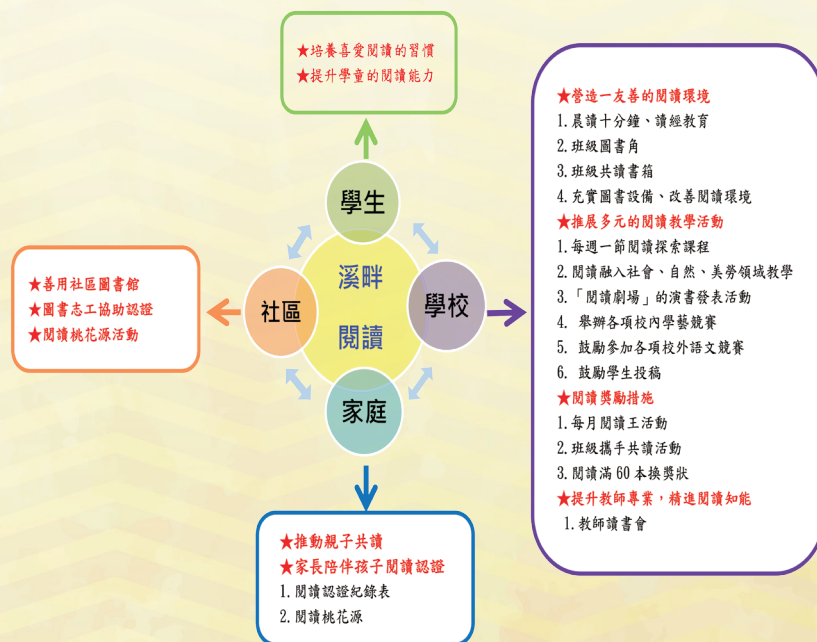 ★培養喜愛閱讀的習慣
★提升學童的閱讀能力
學生
溪畔
閱讀
社區
學校
家庭
★善用社區圖書館
★圖書志工協助認證
★閱讀桃花源活動
★營造一友善的閱讀環境
1.晨讀十分鐘、讀經教育
2.班級圖書角
3.班級共讀書箱
4.充實圖書設備、改善閱讀環境
★推展多元的閱讀教學活動
1.每週一節閱讀探索課程
2.閱讀融入社會、自然、美勞領域教學
3.「閱讀劇場」的演書發表活動
4. 舉辦各項校內學藝競賽
5. 鼓勵參加各項校外語文競賽
6. 鼓勵學生投稿
★閱讀獎勵措施
1.每月閱讀王活動
2.班級攜手共讀活動
3.閱讀滿 60 本換獎狀
★提升教師專業，精進閱讀知能
1.教師讀書會
★推動親子共讀
★家長陪伴孩子閱讀認證
1.閱讀認證紀錄表
2.閱讀桃花源